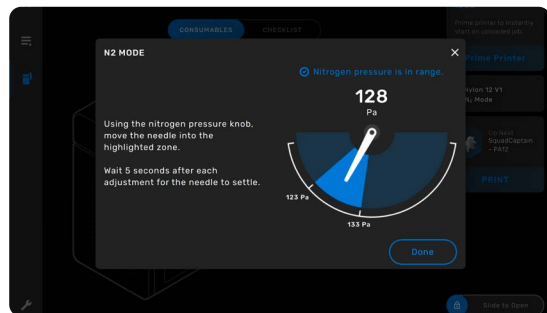 CONSUMABLES
CHECKLIST
Prime printer to instantly
start an uploaded job.
Prime Printer
N2 MODE
Nitrogen pressure is in range.
128
Pa
Using the nitrogen pressure knob,
move the needle into the
highlighted zone.
Wait 5 seconds after each
adjustment for the needle to settle.
123 Pa
133 Pa
Done
Nylon 12 V1
N₂ Mode
Up Next
SquadCaptain
- PA12
PRINT
Slide to Open